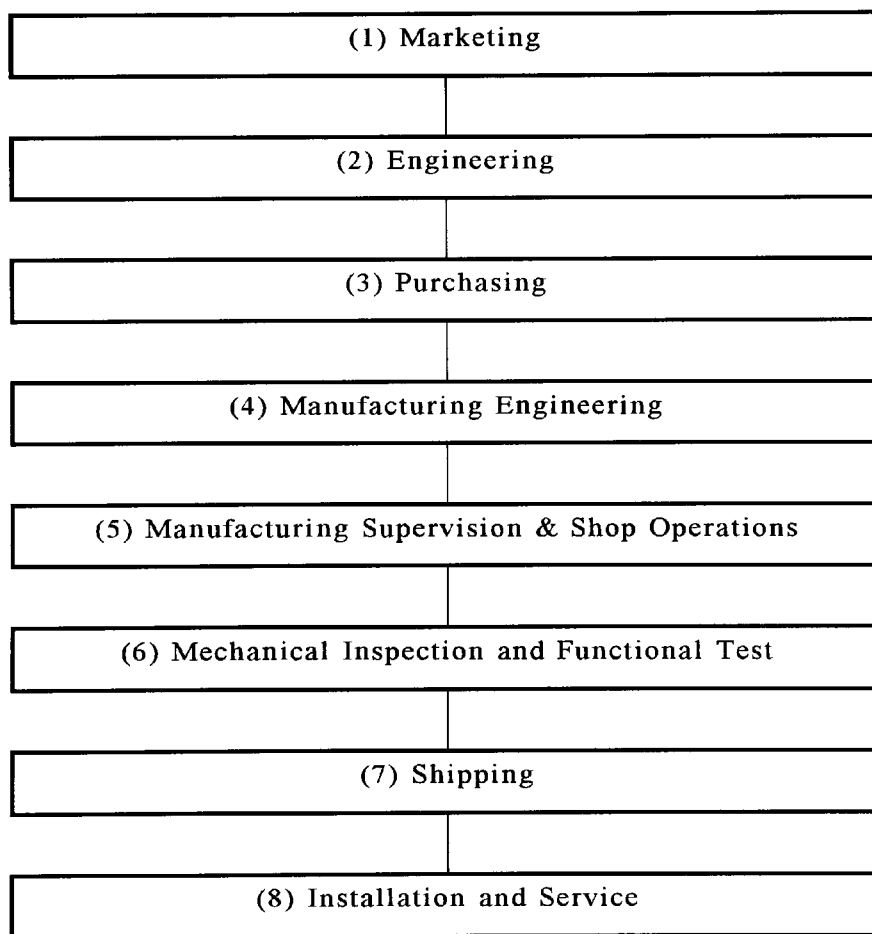 (1) Marketing
(2) Engineering
(3) Purchasing
(4) Manufacturing Engineering
(5) Manufacturing Supervision & Shop Operations
(6) Mechanical Inspection and Functional Test
(7) Shipping
(8) Installation and Service